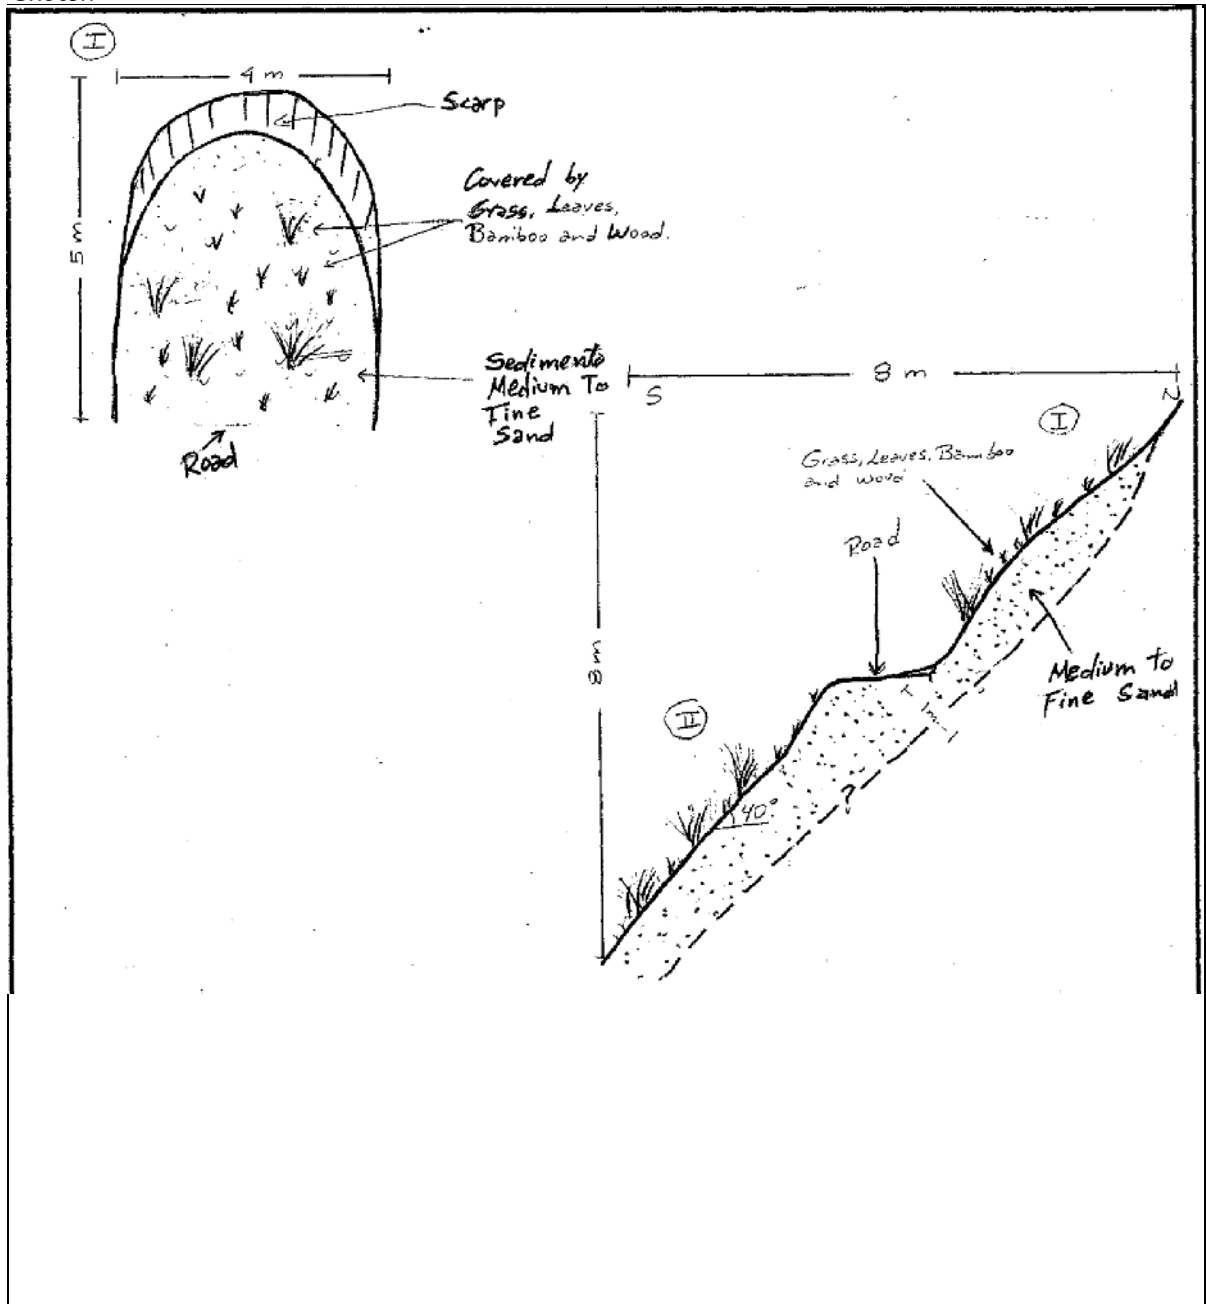 I
4 m
Scarp
5 m
Covered by
Grass, Leaves,
Bamboo and Wood.
Sediments
Medium To
Fine
Sand
Road
8 m
S
N
I
Grass, Leaves, Bamboo
and wood
Road
8 m
Medium to
Fine Sand
1m
II
40°
?